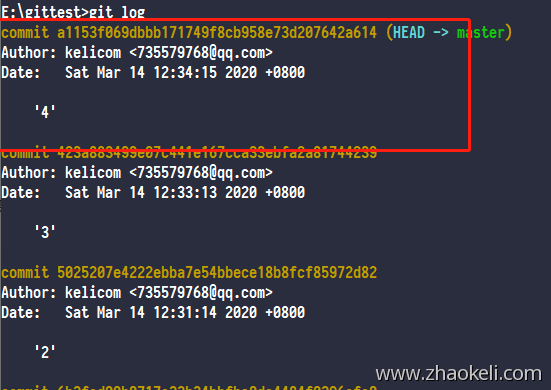 E:\gittest>git log
commit a1153f069dbbb171749f8cb958e73d207642a614 (HEAD -> master)
Author: kelicom <735579768@qq.com>
Date:   Sat Mar 14 12:34:15 2020 +0800
'4'
commit 423a883499e07c441e167cca33ebfa2a81744239
Author: kelicom <735579768@qq.com>
Date:   Sat Mar 14 12:33:13 2020 +0800
'3'
commit 5025207e4222ebba7e54bbece18b8fcf85972d82
Author: kelicom <735579768@qq.com>
Date:   Sat Mar 14 12:31:14 2020 +0800
'2'
www.zhaokeli.com
commit